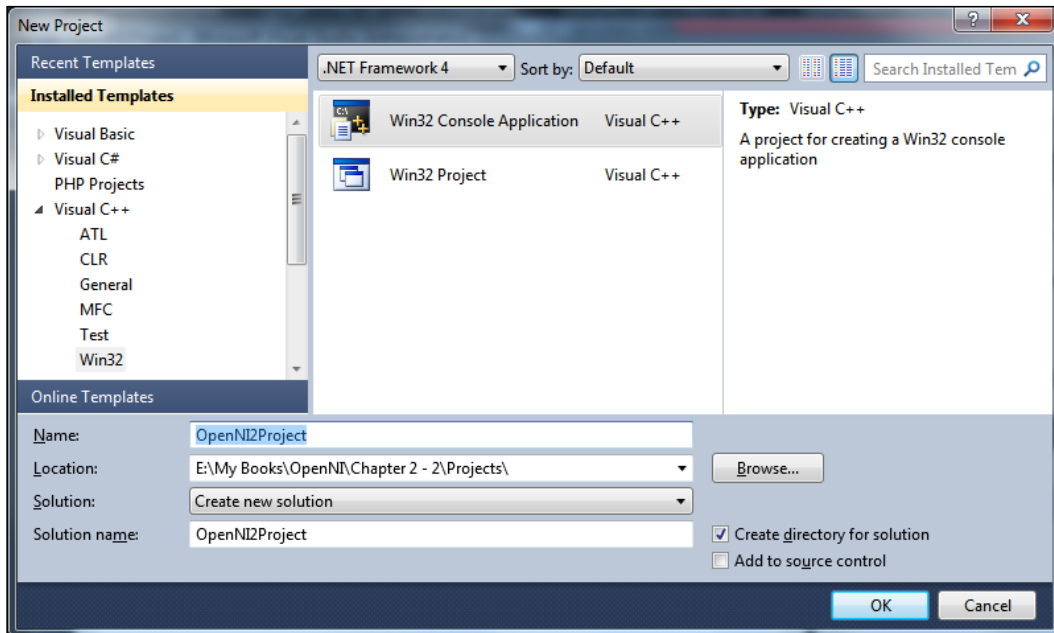 New Project
Recent Templates
.NET Framework 4
Sort by: Default
Search Installed Tem
Installed Templates
Visual Basic
Visual C#
PHP Projects
Visual C++
ATL
CLR
General
MFC
Test
Win32
Online Templates
Win32 Console Application Visual C++
Win32 Project Visual C++
Type: Visual C++
A project for creating a Win32 console
application
Name: OpenNI2Project
Location: E:\My Books\OpenNI\Chapter 2 - 2\Projects\
Browse...
Solution: Create new solution
Solution name: OpenNI2Project
Create directory for solution
Add to source control
OK
Cancel